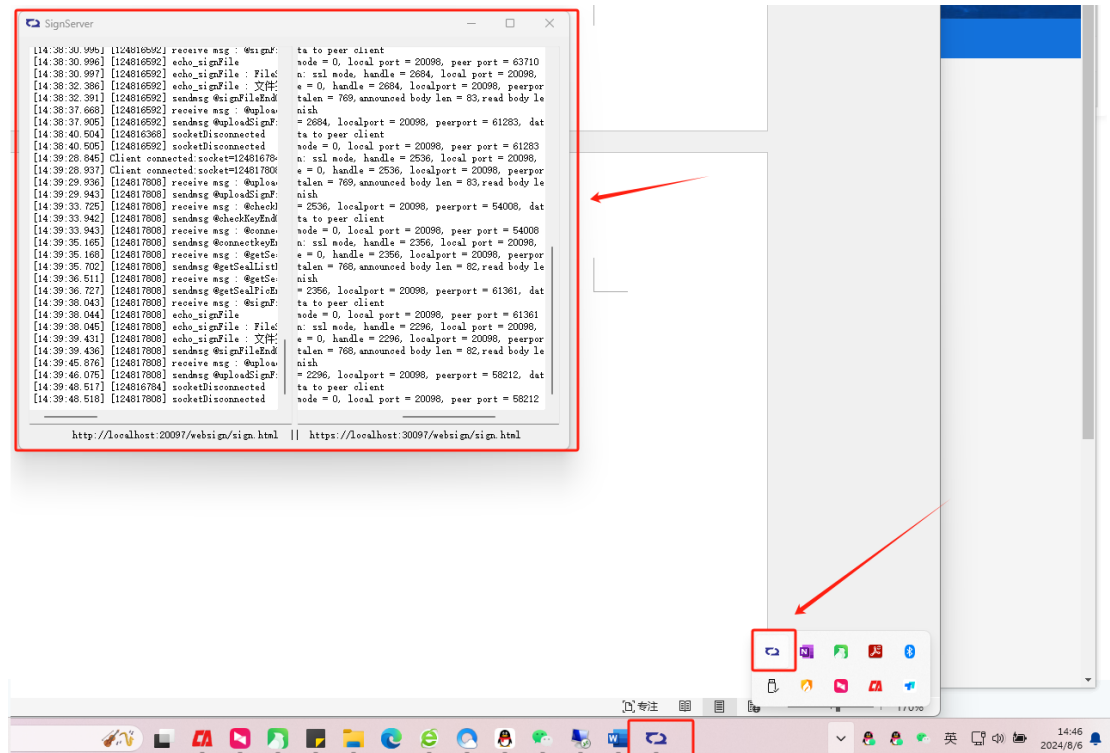 SignServer
[14:38:30.995] [124816592] receive msg : @signF:
[14:38:30.996] [124816592] echo_signFile
[14:38:30.997] [124816592] echo_signFile : FileS
[14:38:32.386] [124816592] echo_signFile : 文件
[14:38:32.391] [124816592] sendmsg @signFileEnd
[14:38:37.668] [124816592] receive msg : @uploa
[14:38:37.905] [124816592] sendmsg @uploadSignF:
[14:38:40.504] [124816368] socketDisconnected
[14:38:40.505] [124816592] socketDisconnected
[14:39:28.845] Client connected:socket=12481678
[14:39:28.937] Client connected:socket=12481780
[14:39:29.936] [124817808] receive msg : @uploa
[14:39:29.943] [124817808] sendmsg @uploadSignF:
[14:39:33.725] [124817808] receive msg : @check
[14:39:33.942] [124817808] sendmsg @checkKeyEnd
[14:39:33.943] [124817808] receive msg : @conne
[14:39:35.165] [124817808] sendmsg @connectkeyE
[14:39:35.168] [124817808] receive msg : @getSe
[14:39:35.702] [124817808] sendmsg @getSealList
[14:39:36.511] [124817808] receive msg : @getSe
[14:39:36.727] [124817808] sendmsg @getSealPicE
[14:39:38.043] [124817808] receive msg : @signF
[14:39:38.044] [124817808] echo_signFile
[14:39:38.045] [124817808] echo_signFile : FileS
[14:39:39.431] [124817808] echo_signFile : 文件
[14:39:39.436] [124817808] sendmsg @signFileEnd
[14:39:45.876] [124817808] receive msg : @uploa
[14:39:46.075] [124817808] sendmsg @uploadSignF:
[14:39:48.517] [124816784] socketDisconnected
[14:39:48.518] [124817808] socketDisconnected
ta to peer client
node = 0, local port = 20098, peer port = 63710
n: ssl mode, handle = 2684, local port = 20098,
e = 0, handle = 2684, localport = 20098, peerpor
talen = 769, announced body len = 83, read body le
nish
= 2684, localport = 20098, peerport = 61283, dat
ta to peer client
node = 0, local port = 20098, peer port = 61283
n: ssl mode, handle = 2536, local port = 20098,
e = 0, handle = 2536, localport = 20098, peerpor
talen = 769, announced body len = 83, read body le
nish
= 2536, localport = 20098, peerport = 54008, dat
ta to peer client
node = 0, local port = 20098, peer port = 54008
n: ssl mode, handle = 2356, local port = 20098,
e = 0, handle = 2356, localport = 20098, peerpor
talen = 768, announced body len = 82, read body le
nish
= 2356, localport = 20098, peerport = 61361, dat
ta to peer client
node = 0, local port = 20098, peer port = 61361
n: ssl mode, handle = 2296, local port = 20098,
e = 0, handle = 2296, localport = 20098, peerpor
talen = 768, announced body len = 82, read body le
nish
= 2296, localport = 20098, peerport = 58212, dat
ta to peer client
node = 0, local port = 20098, peer port = 58212
http://localhost:20097/websign/sign.html || https://localhost:30097/websign/sign.html
专注
170%
英
14:46
2024/8/6